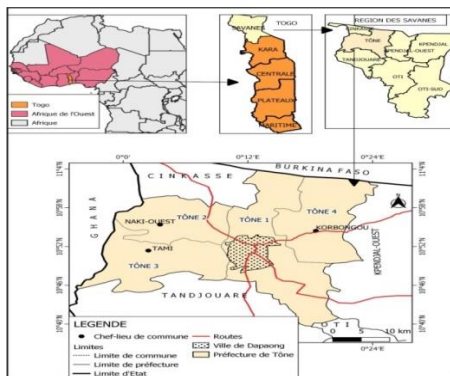 TOGO
SAVANES
KARA
CENTRALE
PLATEAUX
MARITIME
REGION DES SAVANES
TÔNE
KPENDJAL
KPENDJAL-OUEST
TANDJOUARE
OTI
OTI-SUD
Togo
Afrique de l'Ouest
Afrique
0°0'
0°12'
0°24'
BURKINA FASO
CINKASSE
GHANA
TÔNE 2
TÔNE 1
TÔNE 4
NAKI-OUEST
KORBONGOU
TAMI
TÔNE 3
KPENDJAL-OUEST
TANDJOUARE
OTI
LEGENDE
Chef-lieu de commune
Routes
Limites
Ville de Dapaong
Limite de commune
Préfecture de Tône
Limite de préfecture
Limite d'Etat
0 5 10 km
0°24'